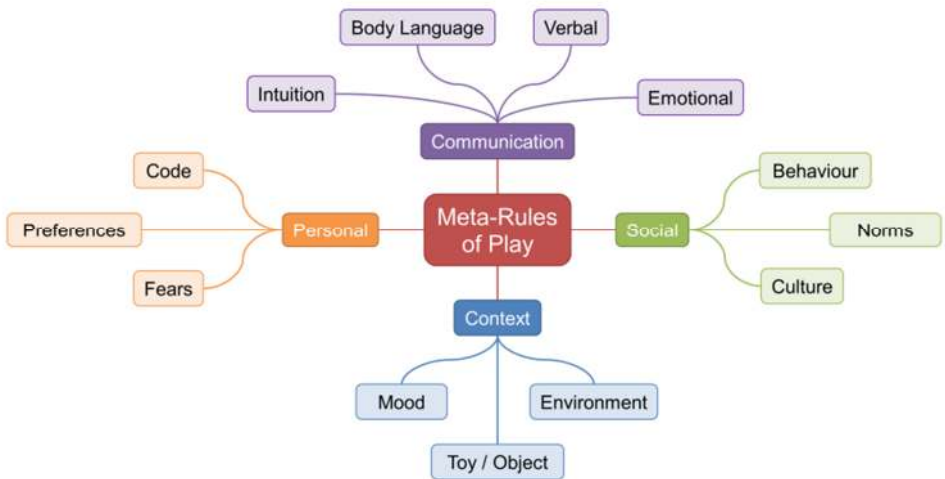 Body Language
Verbal
Intuition
Emotional
Communication
Code
Behaviour
Preferences
Personal
Meta-Rules
of Play
Social
Norms
Fears
Culture
Context
Mood
Environment
Toy / Object